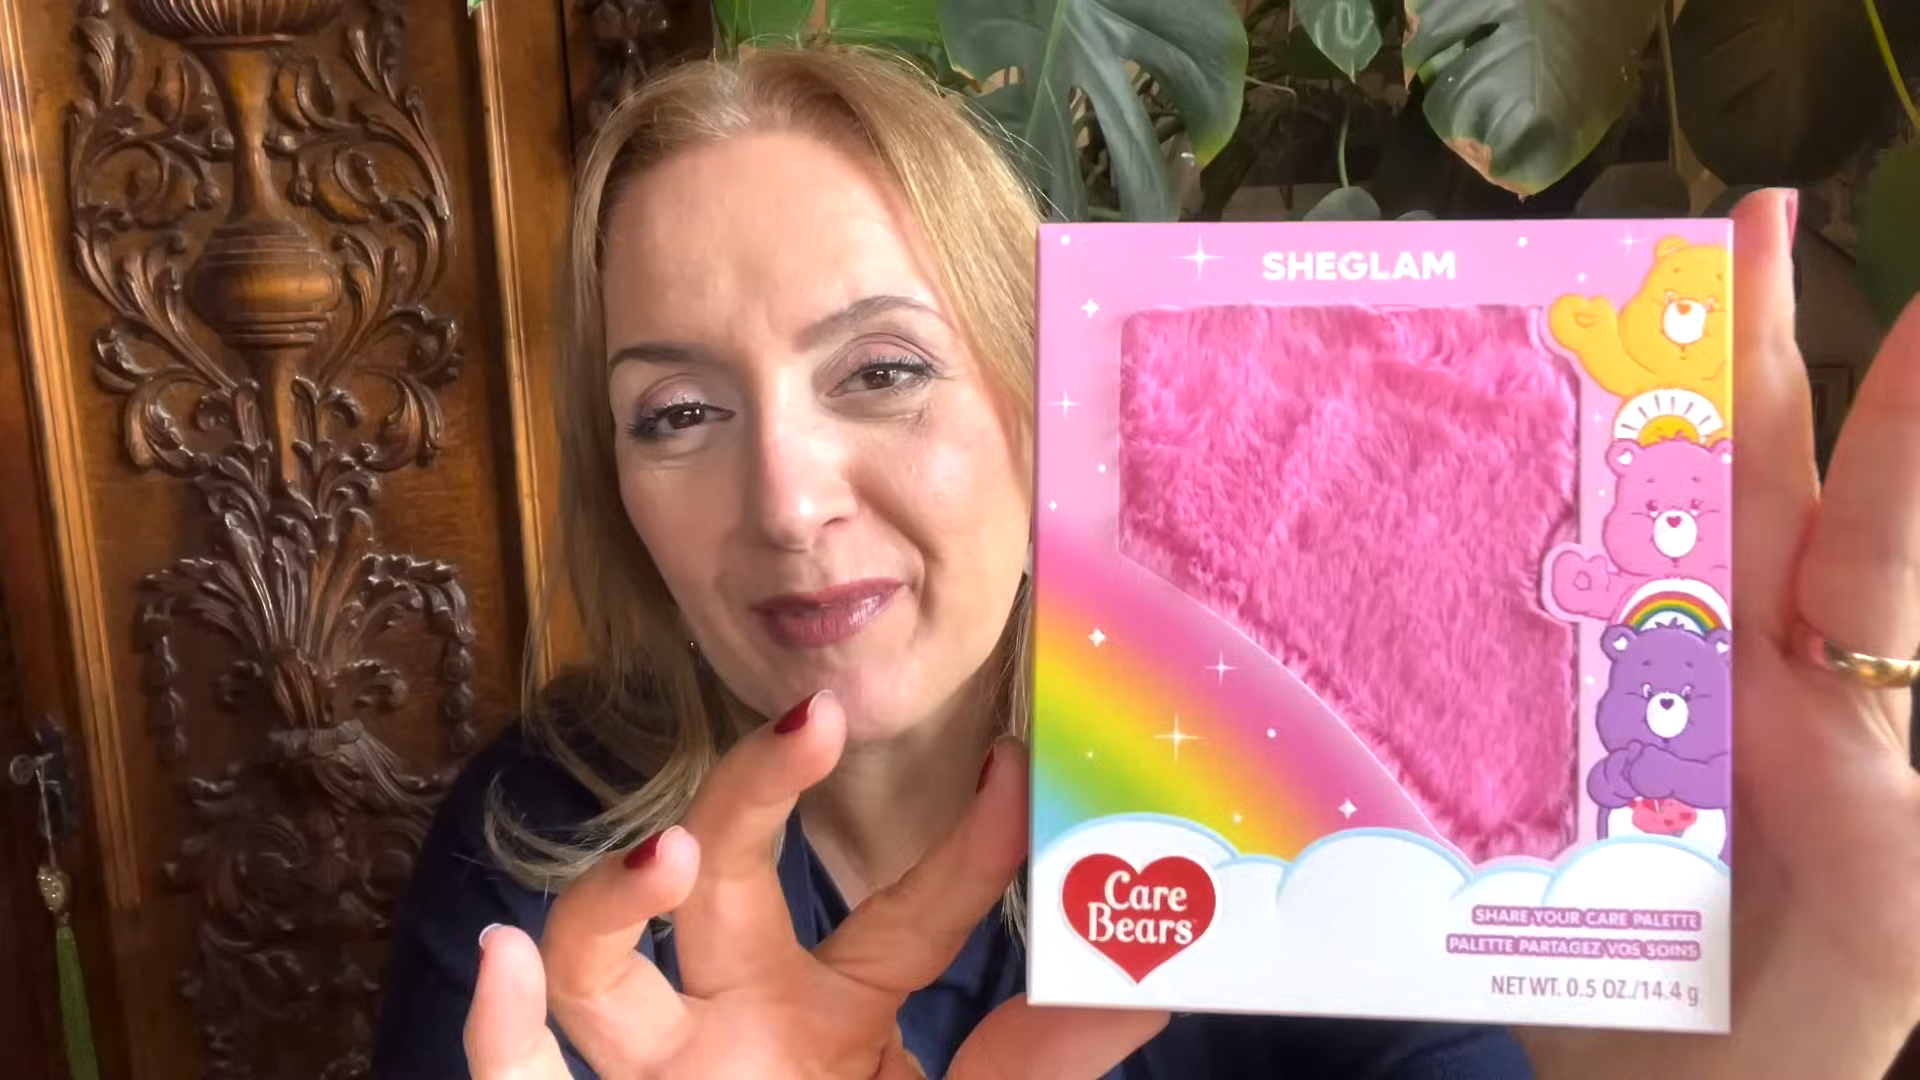 SHEGLAM
Care
Bears
SHARE YOUR CARE PALETTE
PALETTE PARTAGEZ VOS SOINS
NET WT. 0.5 OZ./14.4 g